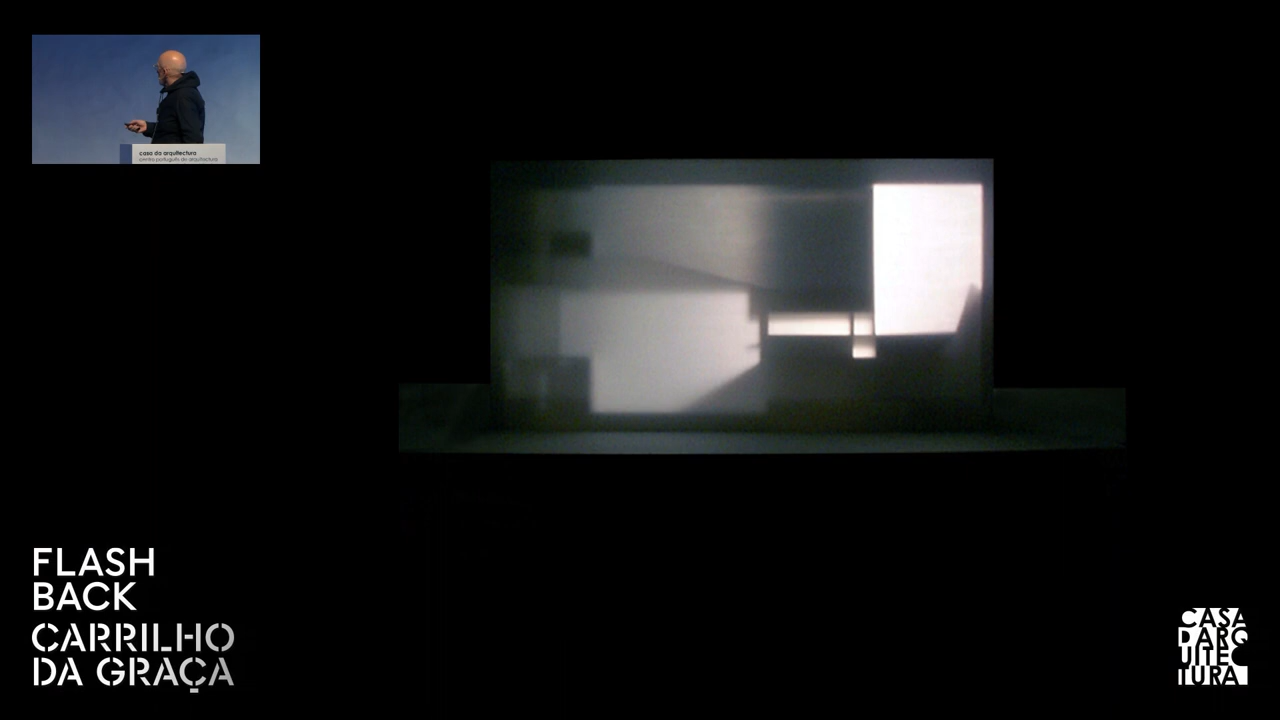 casa da arquitectura
centro português de arquitectura
FLASH
BACK
CARRILHO
DA GRAÇA
CASA
DARQ
UITEC
TURA